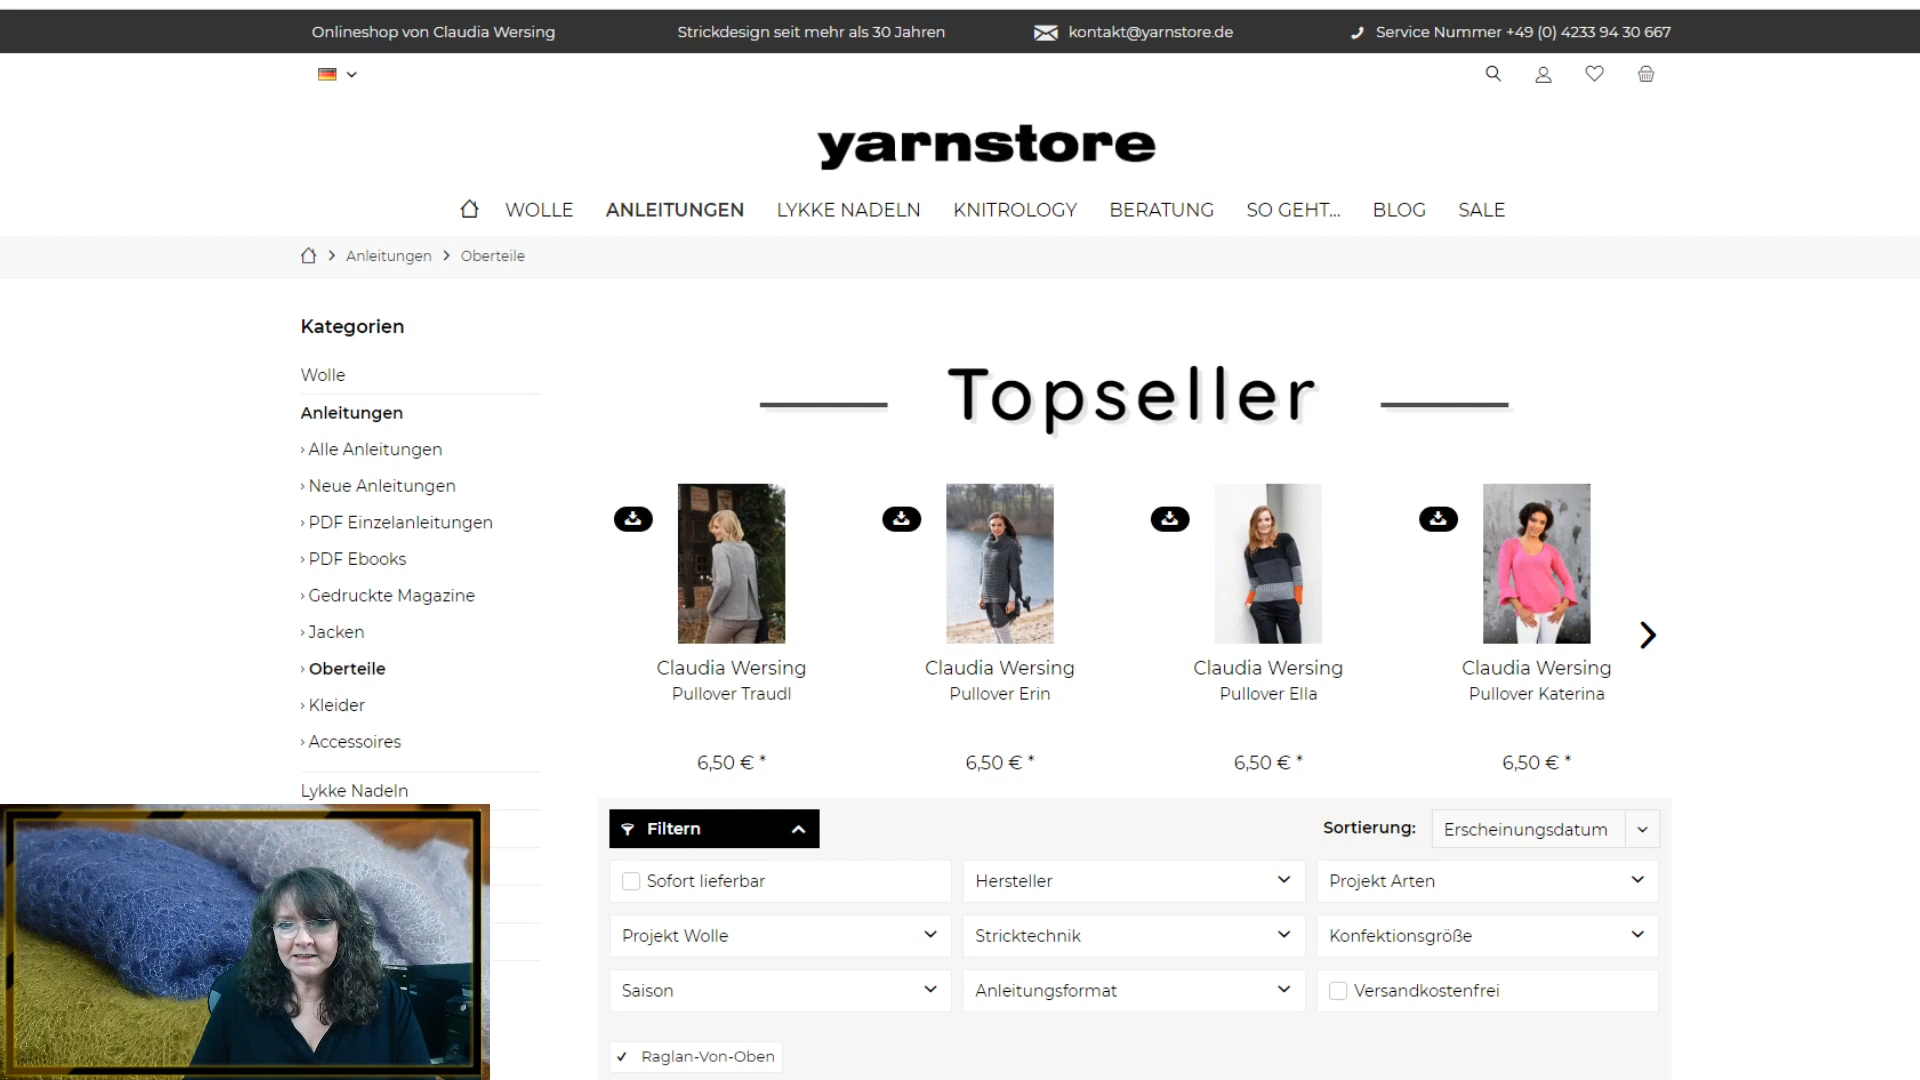 Onlineshop von Claudia Wersing
Strickdesign seit mehr als 30 Jahren
kontakt@yarnstore.de
Service Nummer +49 (0) 4233 94 30 667
yarnstore
WOLLE
ANLEITUNGEN
LYKKE NADELN
KNITROLOGY
BERATUNG
SO GEHT...
BLOG
SALE
Anleitungen
Oberteile
Kategorien
Wolle
Anleitungen
Alle Anleitungen
Neue Anleitungen
PDF Einzelanleitungen
PDF Ebooks
Gedruckte Magazine
Jacken
Oberteile
Kleider
Accessoires
Lykke Nadeln
Topseller
Claudia Wersing
Pullover Traudl
6,50 € *
Claudia Wersing
Pullover Erin
6,50 € *
Claudia Wersing
Pullover Ella
6,50 € *
Claudia Wersing
Pullover Katerina
6,50 € *
Filtern
Sortierung:
Erscheinungsdatum
Sofort lieferbar
Hersteller
Projekt Arten
Projekt Wolle
Stricktechnik
Konfektionsgröße
Saison
Anleitungsformat
Versandkostenfrei
Raglan-Von-Oben